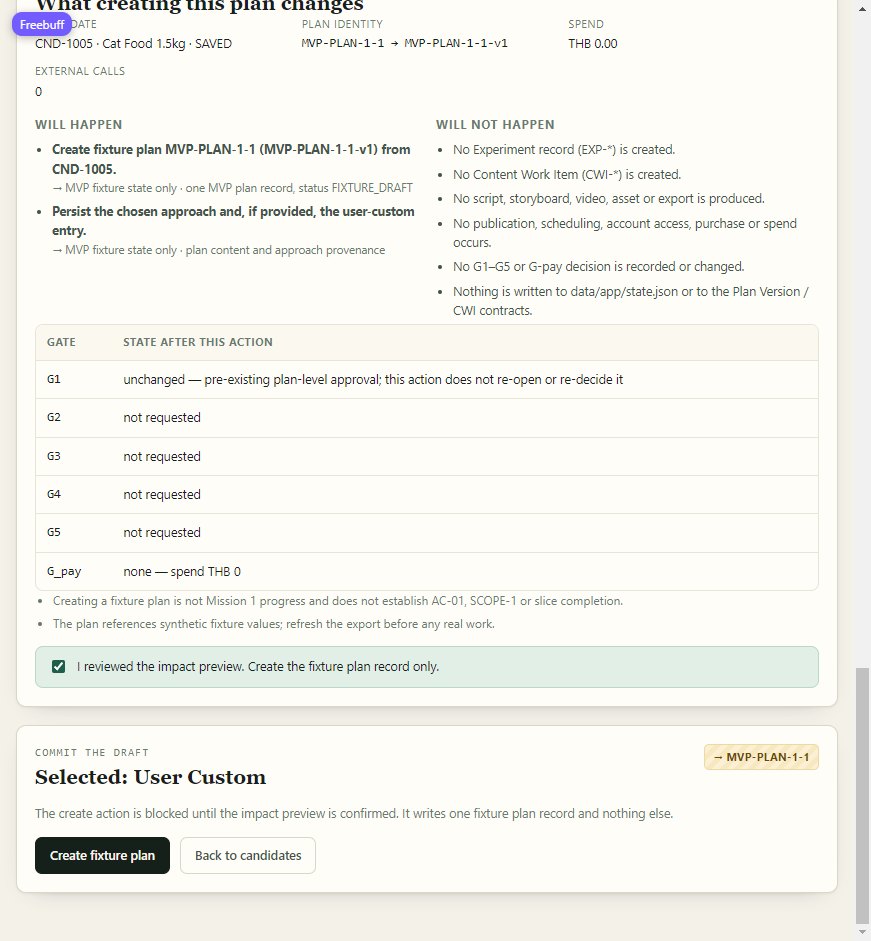 What creating this plan changes
Freebuff
DATE
CND-1005 · Cat Food 1.5kg · SAVED
PLAN IDENTITY
MVP-PLAN-1-1 → MVP-PLAN-1-1-v1
SPEND
THB 0.00
EXTERNAL CALLS
0
WILL HAPPEN
• Create fixture plan MVP-PLAN-1-1 (MVP-PLAN-1-1-v1) from
CND-1005.
→ MVP fixture state only · one MVP plan record, status FIXTURE_DRAFT
• Persist the chosen approach and, if provided, the user-custom
entry.
→ MVP fixture state only · plan content and approach provenance
WILL NOT HAPPEN
• No Experiment record (EXP-*) is created.
• No Content Work Item (CWI-*) is created.
• No script, storyboard, video, asset or export is produced.
• No publication, scheduling, account access, purchase or spend
occurs.
• No G1–G5 or G-pay decision is recorded or changed.
• Nothing is written to data/app/state.json or to the Plan Version /
CWI contracts.
GATE STATE AFTER THIS ACTION
G1 unchanged — pre-existing plan-level approval; this action does not re-open or re-decide it
G2 not requested
G3 not requested
G4 not requested
G5 not requested
G_pay none — spend THB 0
• Creating a fixture plan is not Mission 1 progress and does not establish AC-01, SCOPE-1 or slice completion.
• The plan references synthetic fixture values; refresh the export before any real work.
I reviewed the impact preview. Create the fixture plan record only.
COMMIT THE DRAFT
→ MVP-PLAN-1-1
Selected: User Custom
The create action is blocked until the impact preview is confirmed. It writes one fixture plan record and nothing else.
Create fixture plan
Back to candidates